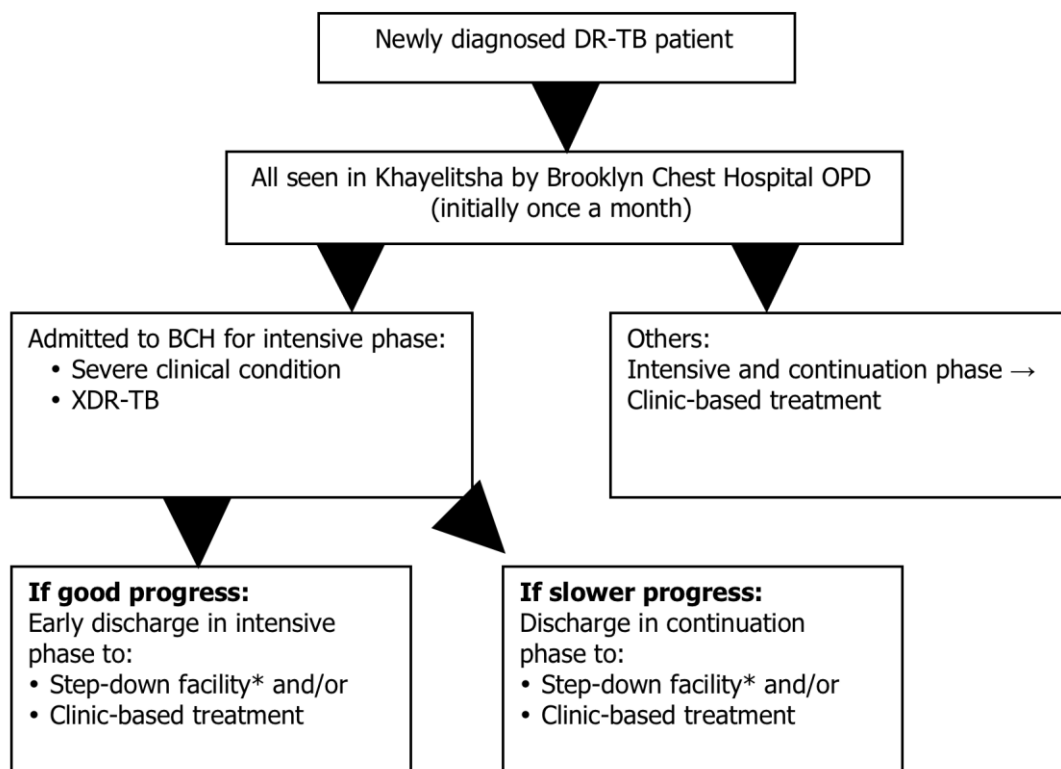 Newly diagnosed DR-TB patient
All seen in Khayelitsha by Brooklyn Chest Hospital OPD
(initially once a month)
Admitted to BCH for intensive phase:
• Severe clinical condition
• XDR-TB
Others:
Intensive and continuation phase →
Clinic-based treatment
If good progress:
Early discharge in intensive
phase to:
• Step-down facility* and/or
• Clinic-based treatment
If slower progress:
Discharge in continuation
phase to:
• Step-down facility* and/or
• Clinic-based treatment